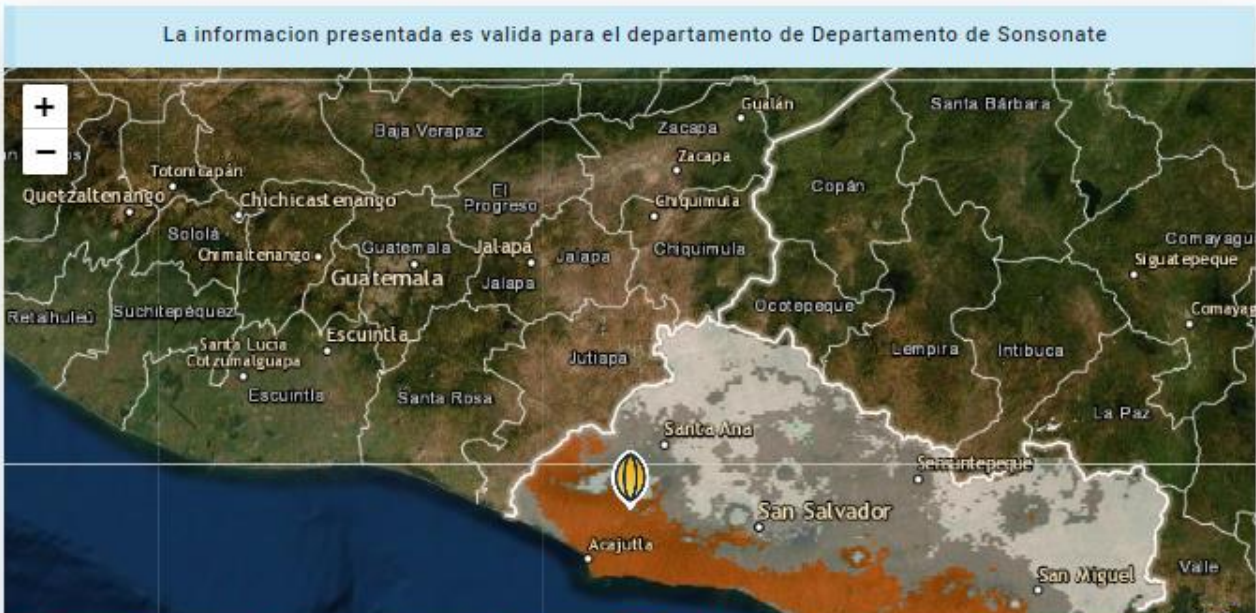 La informacion presentada es valida para el departamento de Departamento de Sonsonate
+
−
Gualán
Santa Bárbara
Baja Verapaz
Zacapa
Zacapa
Totonicapán
Copán
Quetzaltenango
Chichicastenango
El
Progreso
Chiquimula
Sololá
Guatemala
Jalapa
Jalapa
Chiquimula
Comayagu
Chimaltenango
Siguatepeque
Guatemala
Jalapa
Retalhuleu
Suchitepéquez
Ocotepeque
Comayag
Escuintla
Santa Lucia
Cotzumalguapa
Jutiapa
Lempira
Intibuca
Escuintla
Santa Rosa
La Paz
Santa Ana
Sensuntepeque
San Salvador
Acajutla
San Miguel
Valle